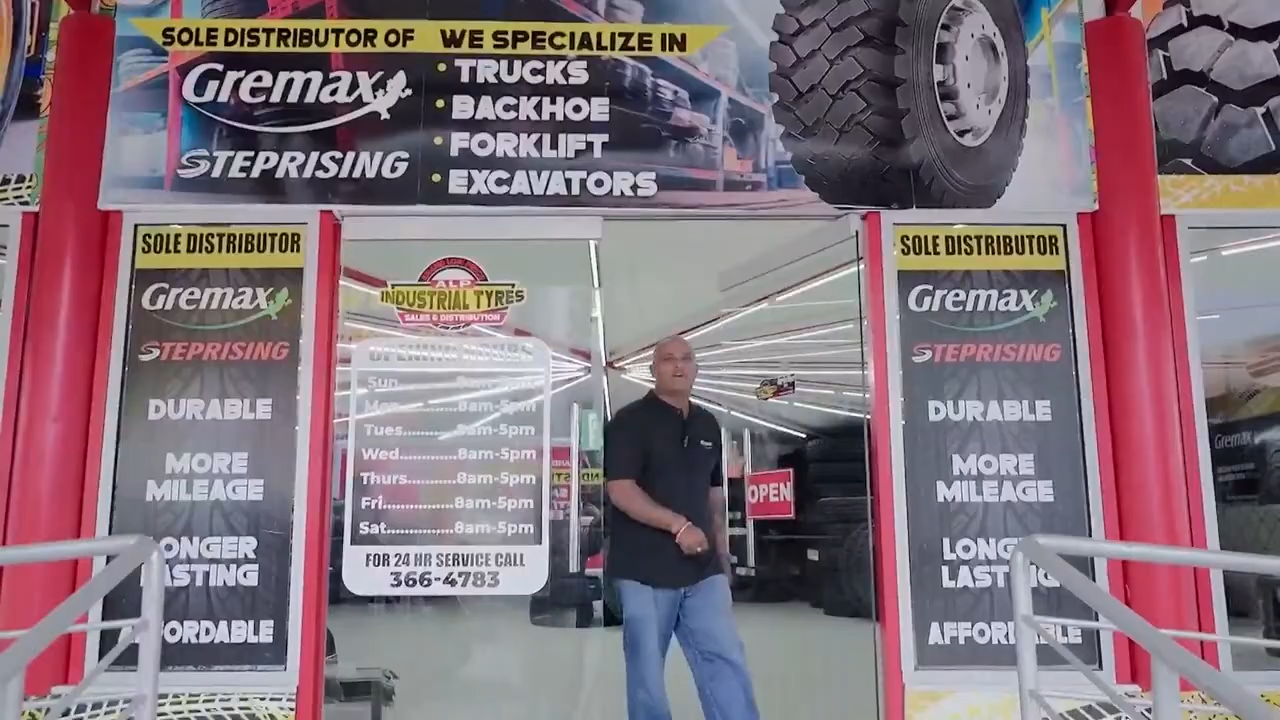 SOLE DISTRIBUTOR OF
Gremax
STEPRISING
WE SPECIALIZE IN
• TRUCKS
• BACKHOE
• FORKLIFT
• EXCAVATORS
SOLE DISTRIBUTOR
Gremax
STEPRISING
DURABLE
MORE
MILEAGE
ONGER
ASTING
FORDABLE
ALP
INDUSTRIAL TYRES
SALES & DISTRIBUTION
OPENING HOURS
Sun
Mon..........8am-5pm
Tues..........8am-5pm
Wed............8am-5pm
Thurs..........8am-5pm
Fri...............8am-5pm
Sat..............8am-5pm
FOR 24 HR SERVICE CALL
366-4783
OPEN
Gremax
SOLE DISTRIBUTOR
Gremax
STEPRISING
DURABLE
MORE
MILEAGE
LONG
LASTING
AFFORDABLE
Gremax